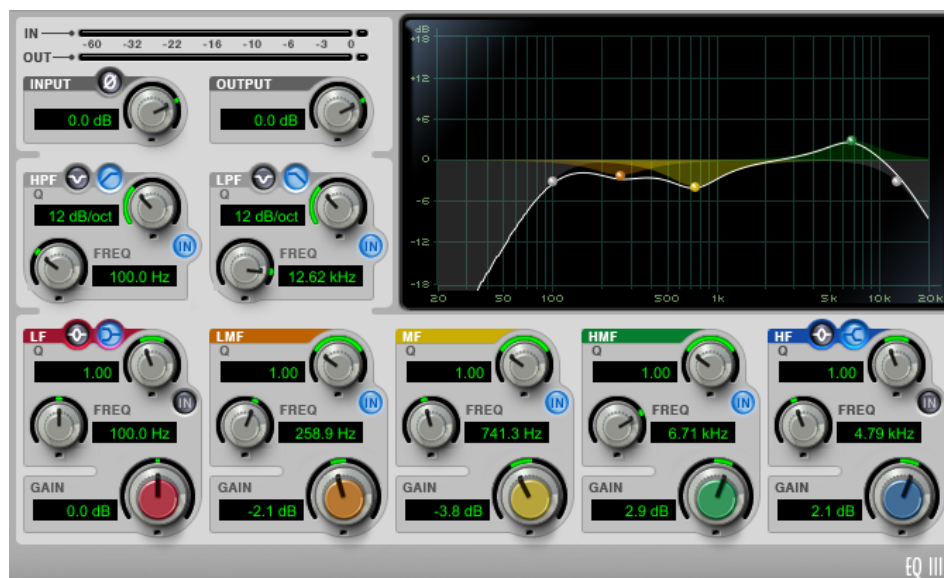 IN
-60 -32 -22 -16 -10 -6 -3 0
OUT
INPUT Ø
0.0 dB
OUTPUT
0.0 dB
HPF
Q
12 dB/oct
IN
FREQ
100.0 Hz
LPF
Q
12 dB/oct
IN
FREQ
12.62 kHz
dB
+18
+12
+6
0
-6
-12
-18
20 50 100 500 1k 5k 10k 20k
LF
Q
1.00
IN
FREQ
100.0 Hz
GAIN
0.0 dB
LMF
Q
1.00
IN
FREQ
258.9 Hz
GAIN
-2.1 dB
MF
Q
1.00
IN
FREQ
741.3 Hz
GAIN
-3.8 dB
HMF
Q
1.00
IN
FREQ
6.71 kHz
GAIN
2.9 dB
HF
Q
1.00
IN
FREQ
4.79 kHz
GAIN
2.1 dB
EQ III